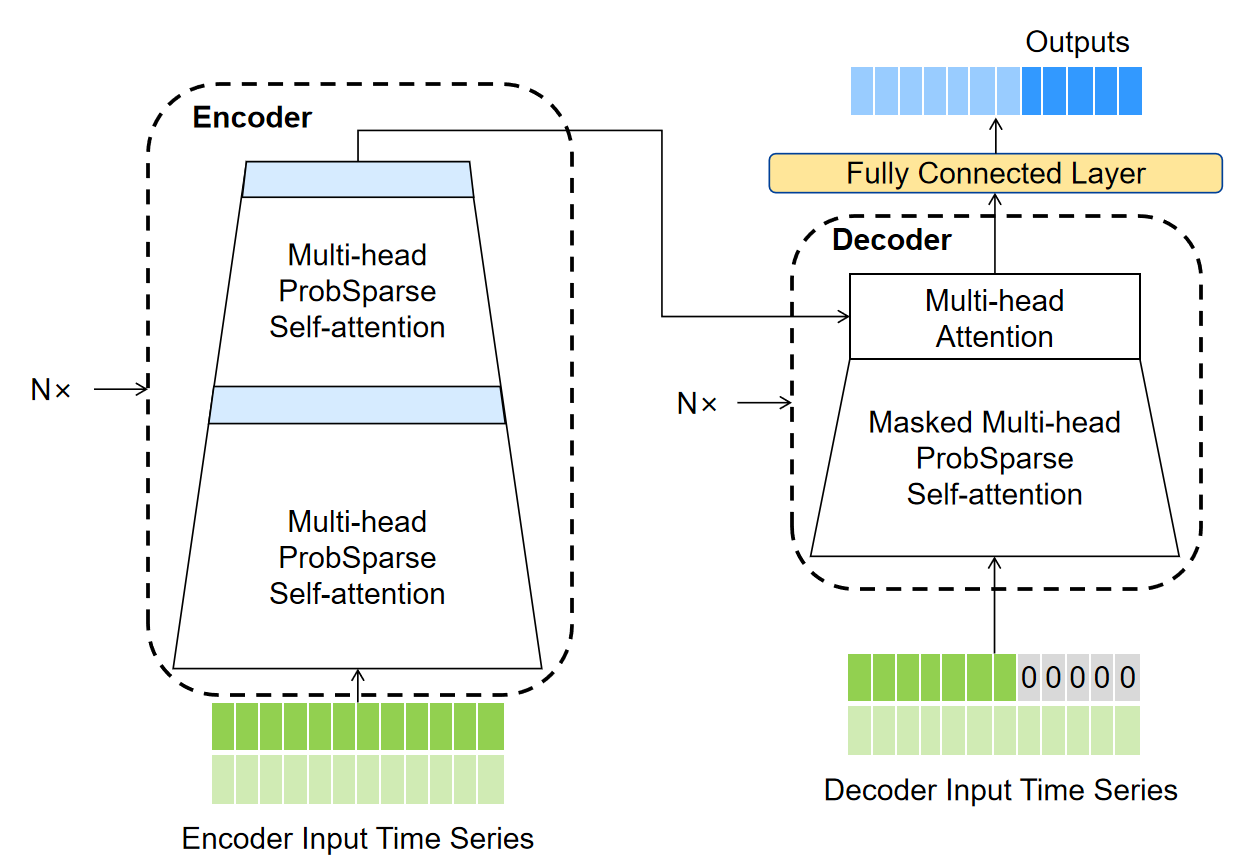 Encoder
Multi-head
ProbSparse
Self-attention
N×
Multi-head
ProbSparse
Self-attention
Encoder Input Time Series
Outputs
Fully Connected Layer
Decoder
Multi-head
Attention
N×
Masked Multi-head
ProbSparse
Self-attention
0 0 0 0 0
Decoder Input Time Series